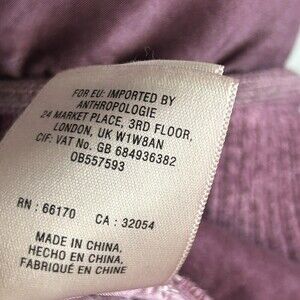 FOR EU: IMPORTED BY
ANTHROPOLOGIE
24 MARKET PLACE, 3RD FLOOR,
LONDON, UK W1W8AN
CIF: VAT No. GB 684936382
OB557593
RN : 66170 CA : 32054
MADE IN CHINA.
HECHO EN CHINA.
FABRIQUÉ EN CHINE